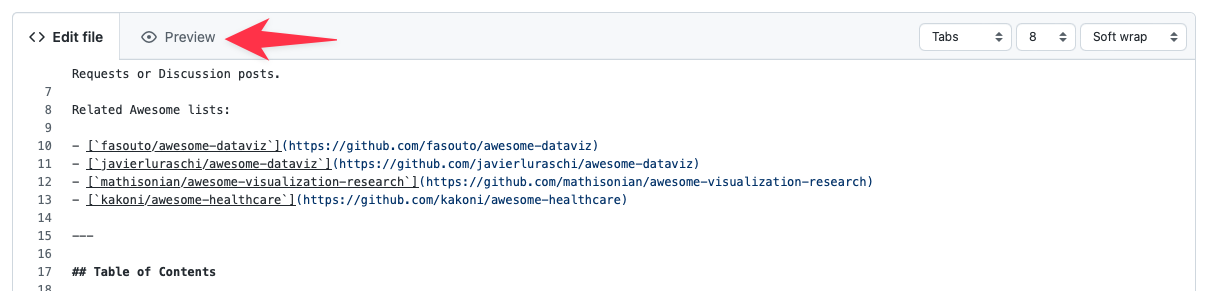 <> Edit file Preview Tabs 8 Soft wrap
Requests or Discussion posts.
7
8 Related Awesome lists:
9
10 - [`fasouto/awesome-dataviz`](https://github.com/fasouto/awesome-dataviz)
11 - [`javierluraschi/awesome-dataviz`](https://github.com/javierluraschi/awesome-dataviz)
12 - [`mathisonian/awesome-visualization-research`](https://github.com/mathisonian/awesome-visualization-research)
13 - [`kakoni/awesome-healthcare`](https://github.com/kakoni/awesome-healthcare)
14
15 ---
16
17 ## Table of Contents
18